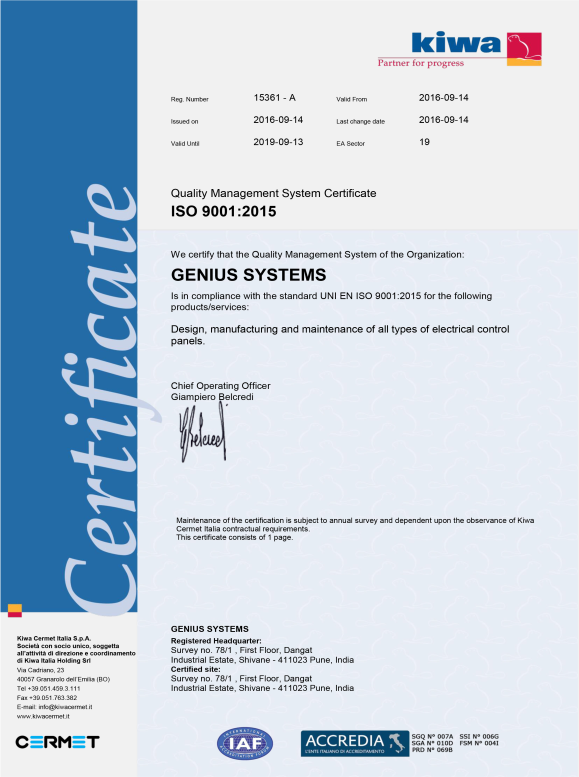 kiwa
Partner for progress
Reg. Number 15361 - A Valid From 2016-09-14
Issued on 2016-09-14 Last change date 2016-09-14
Valid Until 2019-09-13 EA Sector 19
Quality Management System Certificate
ISO 9001:2015
We certify that the Quality Management System of the Organization:
GENIUS SYSTEMS
Is in compliance with the standard UNI EN ISO 9001:2015 for the following
products/services:
Design, manufacturing and maintenance of all types of electrical control
panels.
Chief Operating Officer
Giampiero Belcredi
Maintenance of the certification is subject to annual survey and dependent upon the observance of Kiwa
Cermet Italia contractual requirements.
This certificate consists of 1 page.
Certificate
GENIUS SYSTEMS
Registered Headquarter:
Survey no. 78/1 , First Floor, Dangat
Industrial Estate, Shivane - 411023 Pune, India
Certified site:
Survey no. 78/1 , First Floor, Dangat
Industrial Estate, Shivane - 411023 Pune, India
Kiwa Cermet Italia S.p.A.
Società con socio unico, soggetta
all'attività di direzione e coordinamento
di Kiwa Italia Holding Srl
Via Cadriano, 23
40057 Granarolo dell'Emilia (BO)
Tel +39.051.459.3.111
Fax +39.051.763.382
E-mail: info@kiwacermet.it
www.kiwacermet.it
CERMET
INTERNATIONAL
IAF
ACCREDITATION FORUM
ACCREDIA
L'ENTE ITALIANO DI ACCREDITAMENTO
SGQ N° 007A SSI N° 006G
SGA N° 010D FSM N° 004I
PRD N° 069B